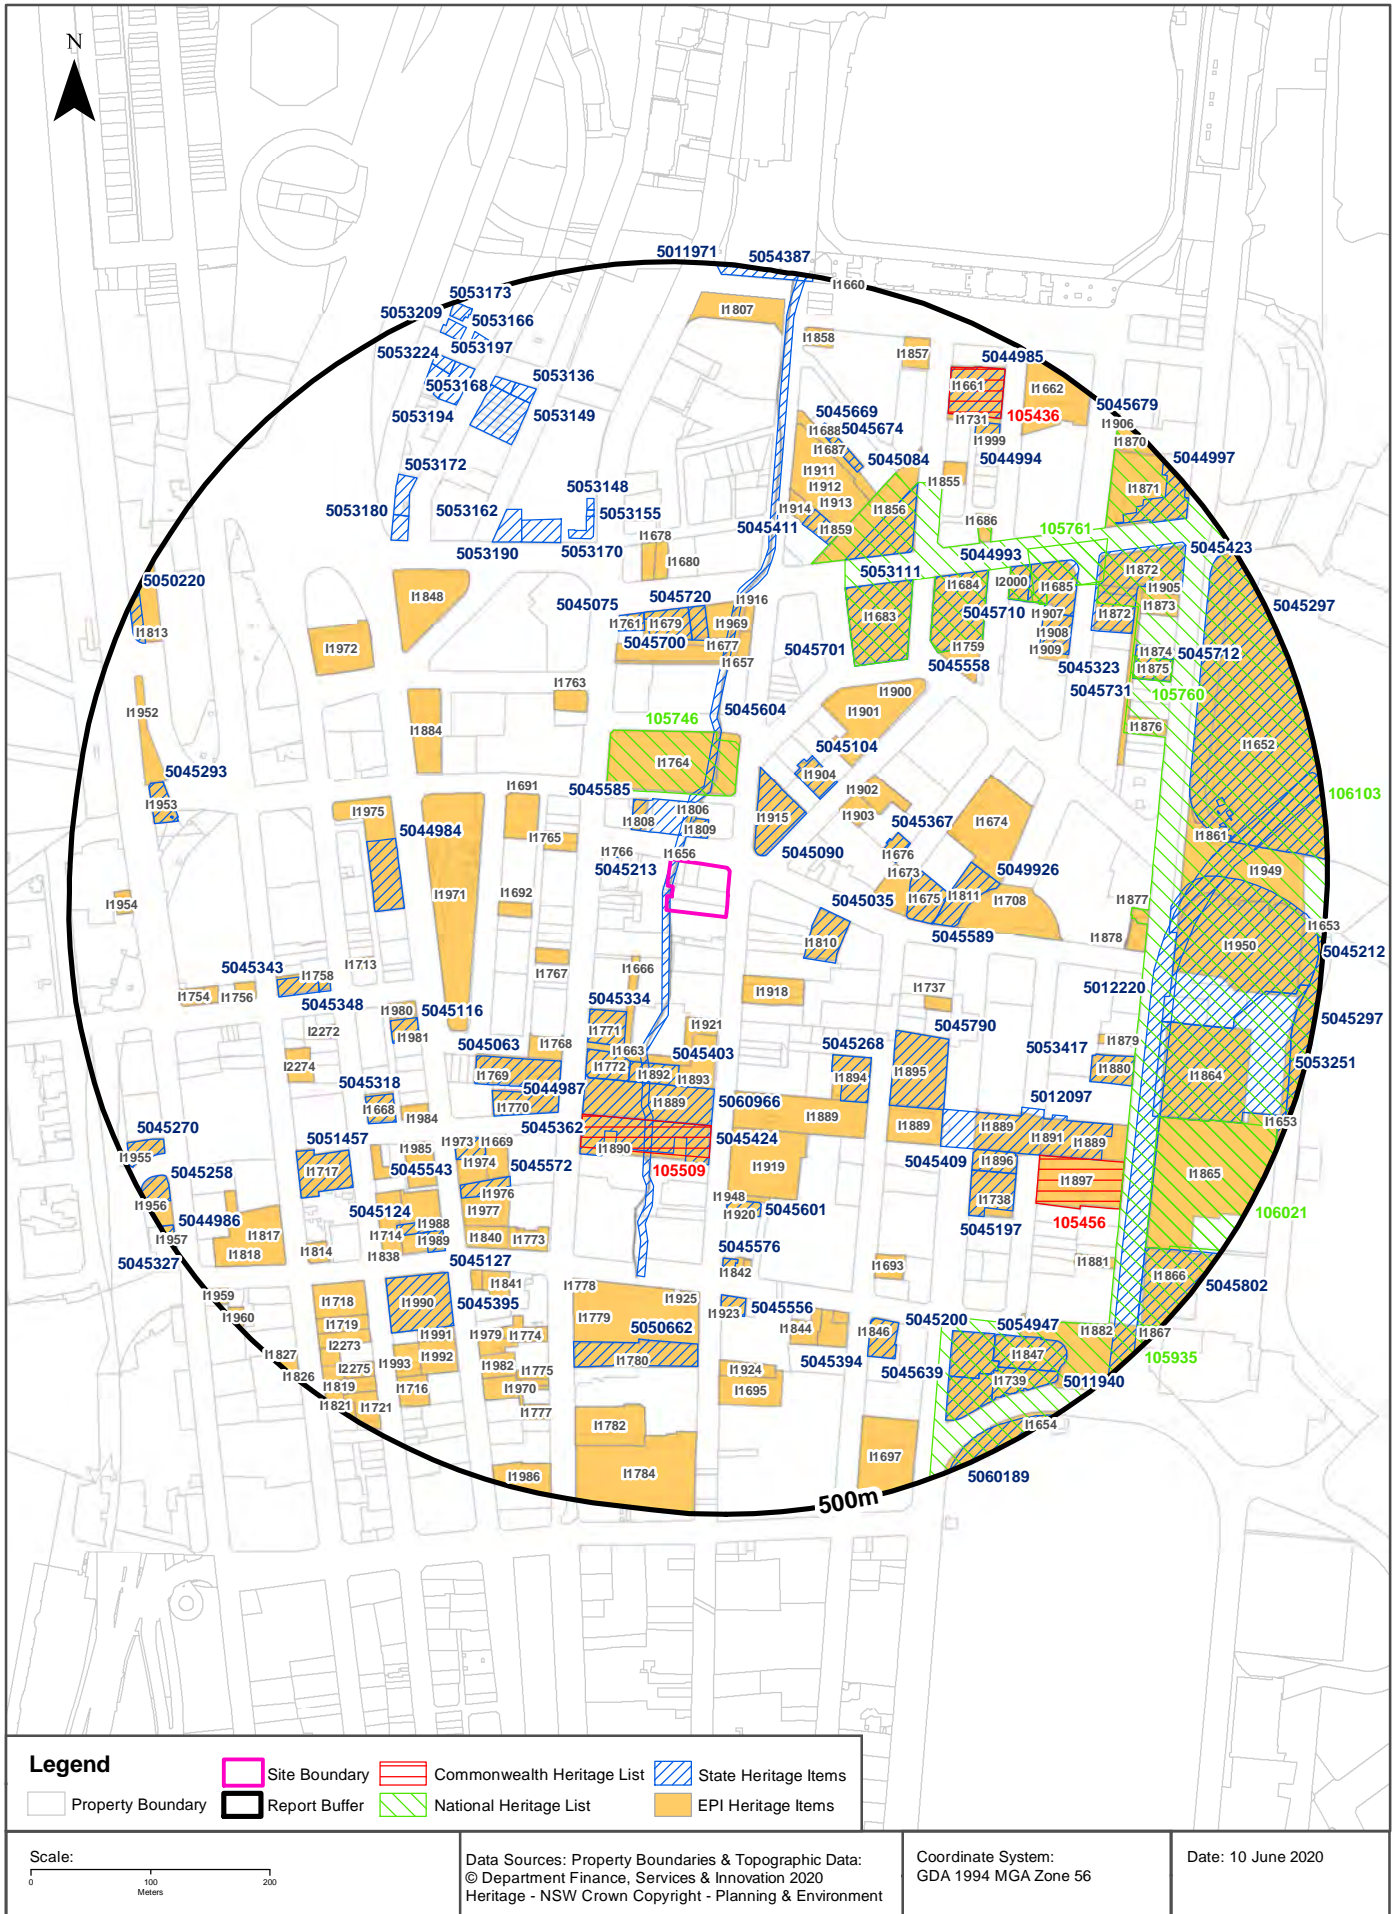 N
5011971 5054387
I1660
5053173
5053209 5053166
I1807
I1858
5053224 5053197
I1857 5044985
5053168 5053136
I1661 I1662
5053194 5053149
5045669 I1731 105436 5045679
I1688 5045674 I1999 I1906
I1687 5045084 5044994 I1870
5053172 I1911 I1855 5044997
5053148 I1912 I1871
5053180 5053162 5053155 I1913 I1856
I1914 I1859 I1686 105761
5053190 5053170 I1678 5045411
I1680 5044993 5045423
5050220 5053111 I1872
I1848 5045075 5045720 I1916 I1684 I2000 I1685 I1905 5045297
I1813 I1761 I1679 I1969 I1683 5045710 I1907 I1872 I1873
I1972 5045700 I1677 5045701 I1759 I1908
I1657 5045558 I1909 5045323 I1874 5045712
I1763 I1900 5045731 I1875
I1952 105746 5045604 I1901 105760
I1884 I1876
I1764 5045104 I1652
5045293 I1904
I1953 5045585 I1902 106103
I1975 5044984 I1691 I1808 I1806 I1915 I1903 5045367 I1674
I1765 I1809 I1861
I1766 I1656 5045090 I1676 5049926 I1949
5045213 I1673
I1971 I1692 5045035 I1675 I1811 I1708 I1877
I1954 I1810 5045589 I1878 I1653
I1950 5045212
I1713 I1767 I1666
5045343 I1758 5045334 I1918 I1737 5012220
I1754 I1756 5045348 I1980 5045116 5045297
I2272 I1981 I1771 I1921 5045790 I1879
I2274 5045063 I1768 I1663 5045403 5045268 5053417 5053251
I1769 I1772 I1892 I1893 I1894 I1895 I1880 I1864
5045318 5044987
I1668 I1984 I1770 I1889 5060966 5012097
5045362 I1889 I1889 I1889 I1653
5045270 I1973 I1669 5045424 I1891 I1889
I1955 5051457 I1985 I1974 5045572 I1890 5045409
5045258 I1717 5045543 105509 I1919 I1896 I1897 I1865
I1956 5045124 I1976 I1948 I1738
5044986 I1988 I1977 I1920 5045601 105456 106021
I1957 I1817 I1714 I1989 I1840 I1773 5045197
5045327 I1818 I1814 I1838 5045127 5045576
I1842 I1693 I1881
I1959 I1718 I1990 I1841 I1778 I1866 5045802
I1960 5045395 I1925 I1923 5045556
I1719 I1779 I1844 5045200 5054947 I1882
I2273 I1991 I1979 I1774 5050662 I1846 I1867
I1827 I2275 I1993 I1992 I1982 I1780 I1847 105935
I1826 I1775 5045394 5045639
I1819 I1716 I1970 I1924 I1739 5011940
I1821 I1721 I1777 I1695
I1782 I1654
I1697
I1986 I1784 5060189
500m
Legend
Site Boundary Commonwealth Heritage List State Heritage Items
Property Boundary Report Buffer National Heritage List EPI Heritage Items
Scale:
0 100 200
Meters
Data Sources: Property Boundaries & Topographic Data:
© Department Finance, Services & Innovation 2020
Heritage - NSW Crown Copyright - Planning & Environment
Coordinate System:
GDA 1994 MGA Zone 56
Date: 10 June 2020